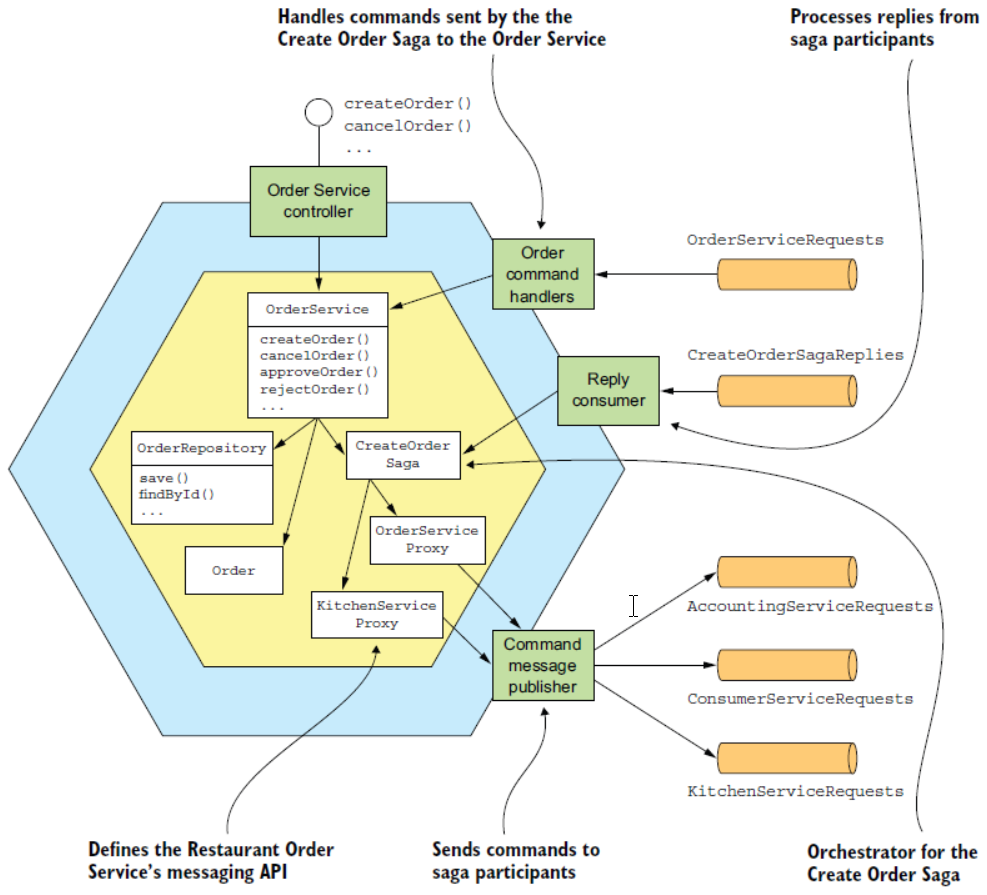 Handles commands sent by the the
Create Order Saga to the Order Service
Processes replies from
saga participants
createOrder()
cancelOrder()
...
Order Service
controller
Order
command
handlers
OrderServiceRequests
OrderService
createOrder()
cancelOrder()
approveOrder()
rejectOrder()
...
Reply
consumer
CreateOrderSagaReplies
OrderRepository
save()
findById()
...
CreateOrder
Saga
OrderService
Proxy
Order
KitchenService
Proxy
Command
message
publisher
AccountingServiceRequests
ConsumerServiceRequests
KitchenServiceRequests
Defines the Restaurant Order
Service's messaging API
Sends commands to
saga participants
Orchestrator for the
Create Order Saga